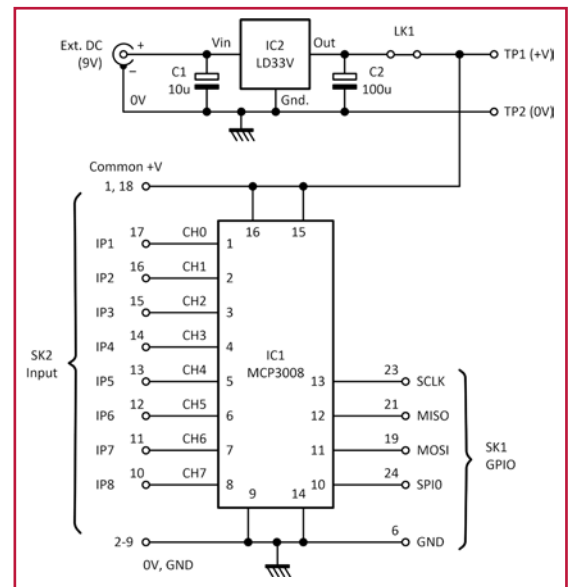 LK1
Ext. DC
(9V)
+
–
Vin
IC2
LD33V
Out
TP1 (+V)
C1
10u
C2
100u
0V
Gnd.
TP2 (0V)
Common +V
1, 18
16
15
IP1
17
CH0
1
IP2
16
CH1
2
IP3
15
CH2
3
IP4
14
CH3
4
SK2
Input
IC1
MCP3008
IP5
13
CH4
5
13
23
SCLK
IP6
12
CH5
6
12
21
MISO
IP7
11
CH6
7
11
19
MOSI
SK1
GPIO
IP8
10
CH7
8
10
24
SPI0
9
14
2-9
0V, GND
6
GND